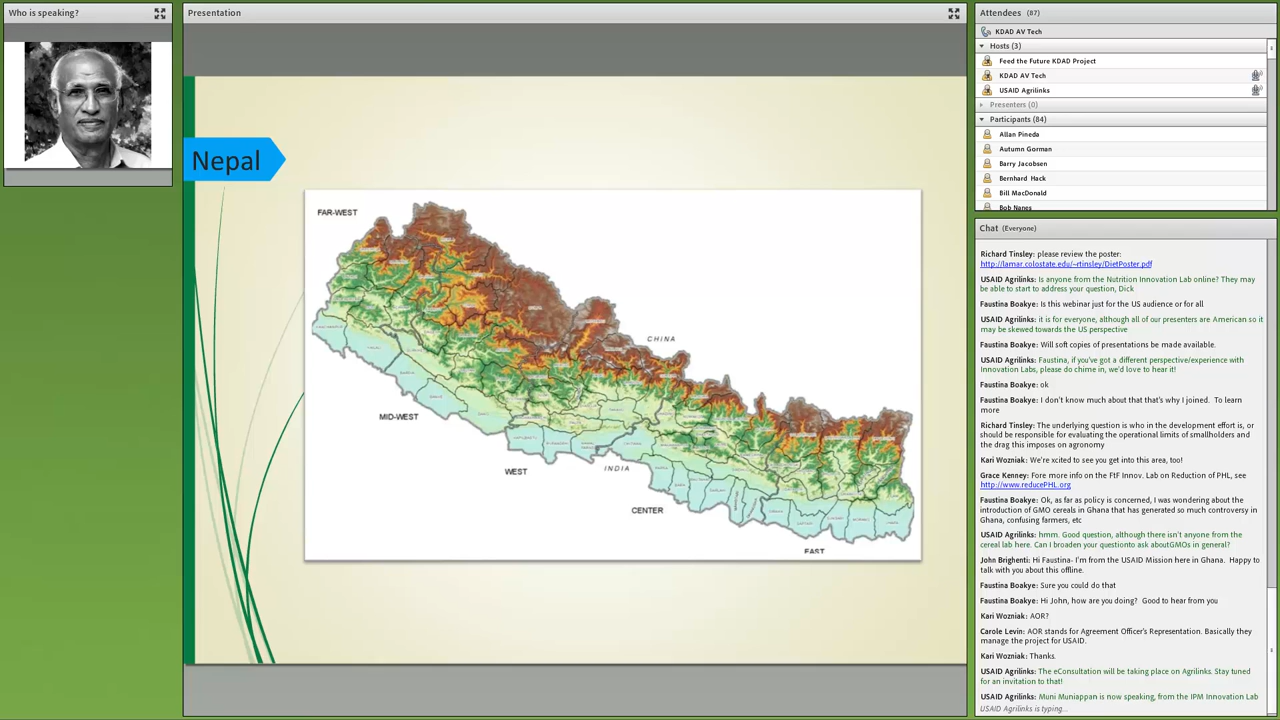 Who is speaking?
Presentation
Nepal
FAR-WEST
CHINA
MID-WEST
WEST
INDIA
CENTER
EAST
Attendees (87)
KDAD AV Tech
Hosts (3)
Feed the Future KDAD Project
KDAD AV Tech
USAID Agrilinks
Presenters (0)
Participants (84)
Allan Pineda
Autumn Gorman
Barry Jacobsen
Bernhard Hack
Bill MacDonald
Bob Nanes
Chat (Everyone)
Richard Tinsley: please review the poster:
http://lamar.colostate.edu/~rtinsley/DietPoster.pdf
USAID Agrilinks: Is anyone from the Nutrition Innovation Lab online? They may
be able to start to address your question, Dick
Faustina Boakye: Is this webinar just for the US audience or for all
USAID Agrilinks: it is for everyone, although all of our presenters are American so it
may be skewed towards the US perspective
Faustina Boakye: Will soft copies of presentations be made available.
USAID Agrilinks: Faustina, if you've got a different perspective/experience with
Innovation Labs, please do chime in, we'd love to hear it!
Faustina Boakye: ok
Faustina Boakye: I don't know much about that that's why I joined.  To learn
more
Richard Tinsley: The underlying question is who in the development effort is, or
should be responsible for evaluating the operational limits of smallholders and
the drag this imposes on agronomy
Kari Wozniak: We're xcited to see you get into this area, too!
Grace Kenney: Fore more info on the FtF Innov. Lab on Reduction of PHL, see
http://www.reducePHL.org
Faustina Boakye: Ok, as far as policy is concerned, I was wondering about the
introduction of GMO cereals in Ghana that has generated so much controversy in
Ghana, confusing farmers, etc
USAID Agrilinks: hmm. Good question, although there isn't anyone from the
cereal lab here. Can I broaden your questionto ask aboutGMOs in general?
John Brighenti: Hi Faustina- I'm from the USAID Mission here in Ghana.  Happy to
talk with you about this offline.
Faustina Boakye: Sure you could do that
Faustina Boakye: Hi John, how are you doing?  Good to hear from you
Kari Wozniak: AOR?
Carole Levin: AOR stands for Agreement Officer's Representation. Basically they
manage the project for USAID.
Kari Wozniak: Thanks.
USAID Agrilinks: The eConsultation will be taking place on Agrilinks. Stay tuned
for an invitation to that!
USAID Agrilinks: Muni Muniappan is now speaking, from the IPM Innovation Lab
USAID Agrilinks is typing...